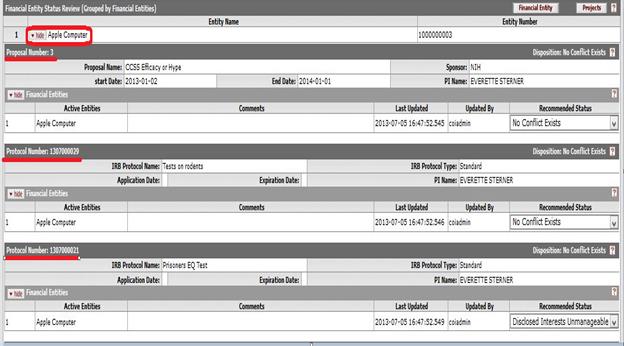 Financial Entity Status Review (Grouped by Financial Entities) Financial Entity Projects ?
Entity Name Entity Number
1 hide Apple Computer 1000000003
Proposal Number: 3 Disposition: No Conflict Exists ?
Proposal Name: CCSS Efficacy or Hype Sponsor: NIH
start Date: 2013-01-02 End Date: 2014-01-01 PI Name: EVERETTE STERNER
hide Financial Entities ?
Active Entities Comments Last Updated Updated By Recommended Status
1 Apple Computer 2013-07-05 16:47:52.545 coiadmin No Conflict Exists
Protocol Number: 1307000029 Disposition: No Conflict Exists ?
IRB Protocol Name: Tests on rodents IRB Protocol Type: Standard
Application Date: Expiration Date: PI Name: EVERETTE STERNER
hide Financial Entities ?
Active Entities Comments Last Updated Updated By Recommended Status
1 Apple Computer 2013-07-05 16:47:52.546 coiadmin No Conflict Exists
Protocol Number: 1307000021 Disposition: No Conflict Exists ?
IRB Protocol Name: Prisoners EQ Test IRB Protocol Type: Standard
Application Date: Expiration Date: PI Name: EVERETTE STERNER
hide Financial Entities ?
Active Entities Comments Last Updated Updated By Recommended Status
1 Apple Computer 2013-07-05 16:47:52.549 coiadmin Disclosed Interests Unmanageable